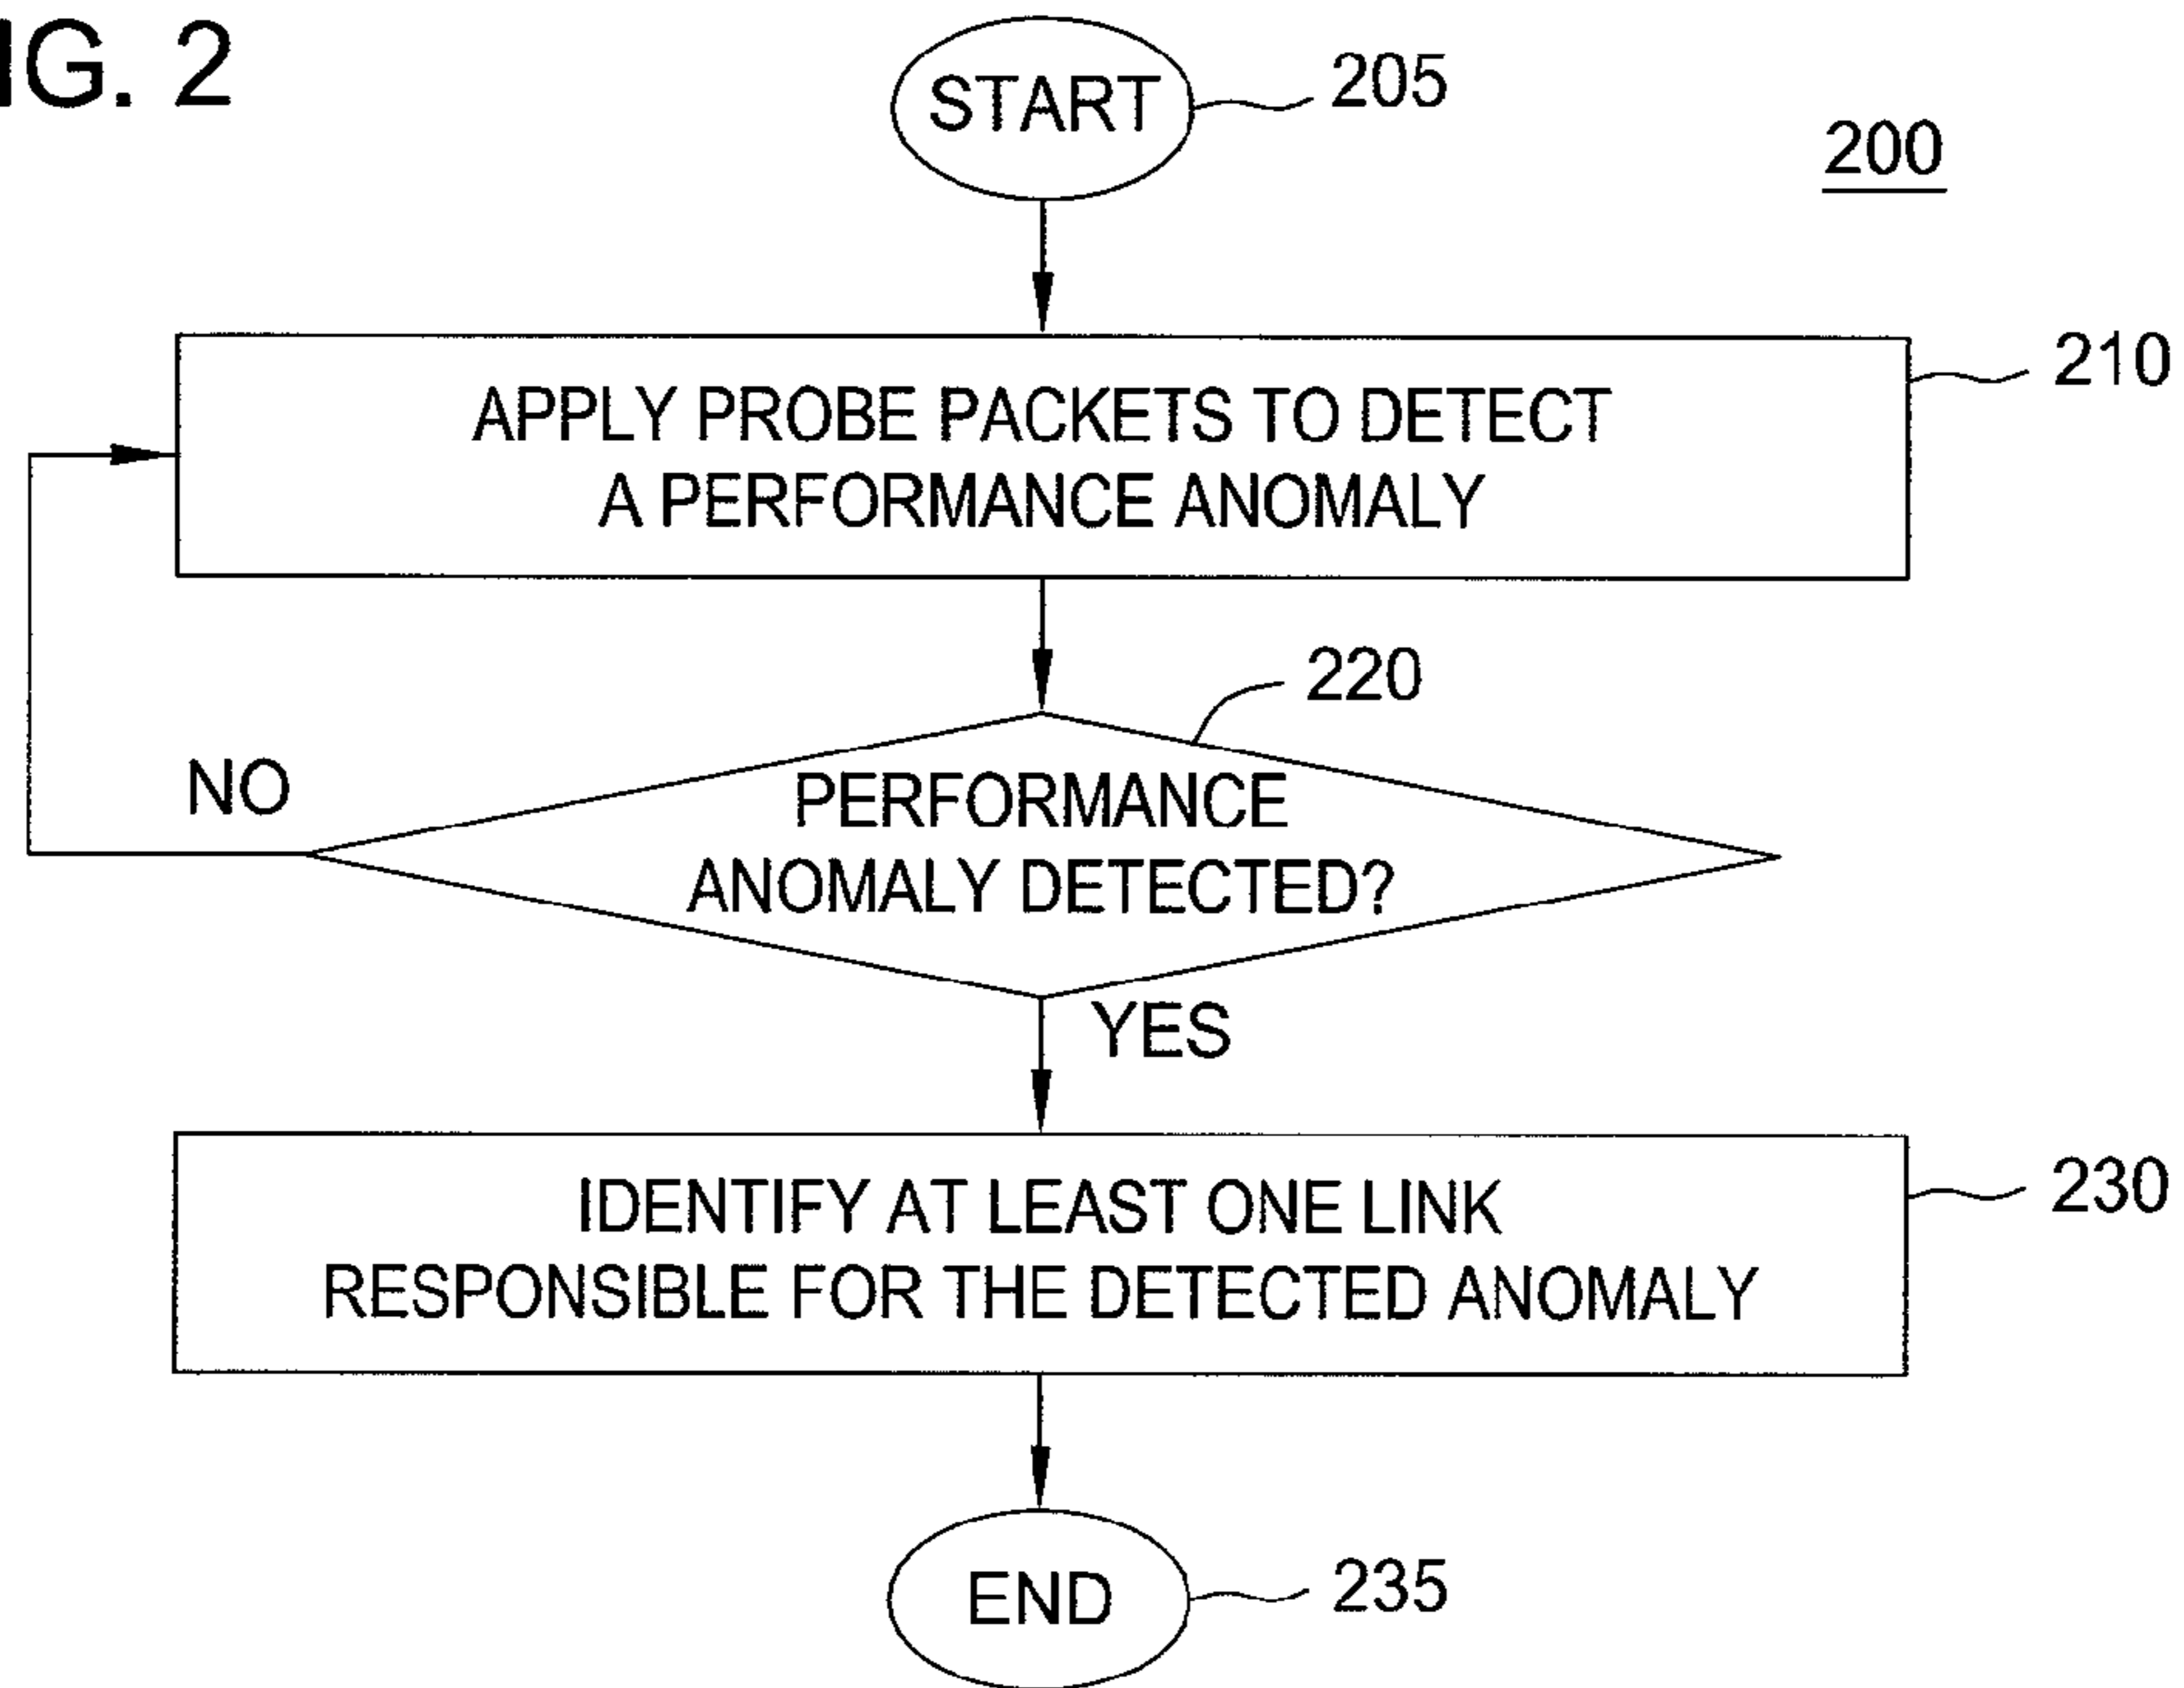 IG. 2
START
205
200
APPLY PROBE PACKETS TO DETECT
A PERFORMANCE ANOMALY
210
220
NO
PERFORMANCE
ANOMALY DETECTED?
YES
IDENTIFY AT LEAST ONE LINK
RESPONSIBLE FOR THE DETECTED ANOMALY
230
END
235